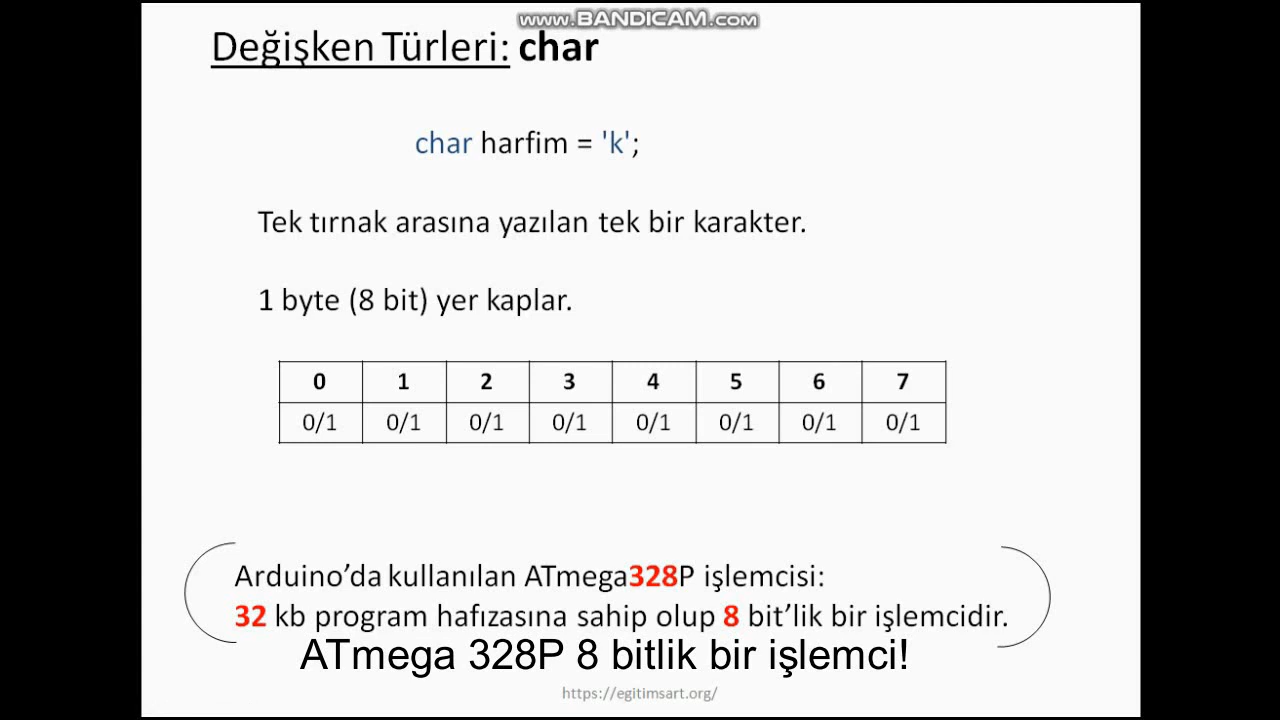 www.BANDICAM.com
Değişken Türleri: char
char harfim = 'k';
Tek tırnak arasına yazılan tek bir karakter.
1 byte (8 bit) yer kaplar.
0 1 2 3 4 5 6 7
0/1 0/1 0/1 0/1 0/1 0/1 0/1 0/1
Arduino’da kullanılan ATmega328P işlemcisi:
32 kb program hafızasına sahip olup 8 bit’lik bir işlemcidir.
ATmega 328P 8 bitlik bir işlemci!
https://egitimsart.org/